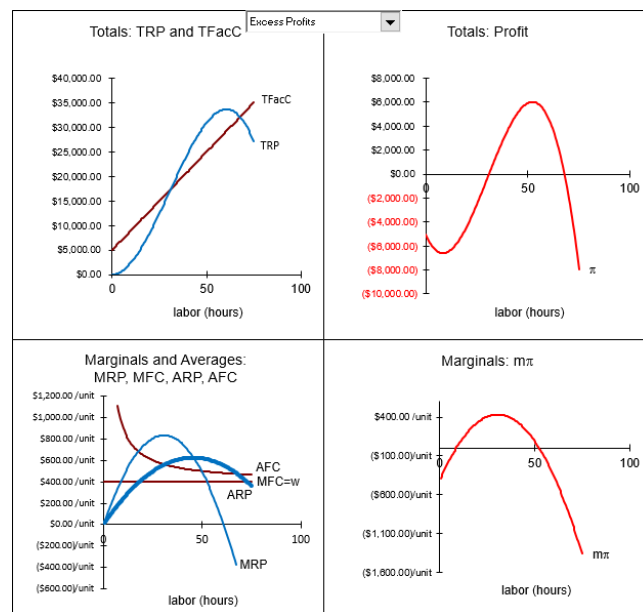 Excess Profits
Totals: TRP and TFacC
$40,000.00
$35,000.00
$30,000.00
$25,000.00
$20,000.00
$15,000.00
$10,000.00
$5,000.00
$0.00
TFacC
TRP
0
50
100
labor (hours)
Totals: Profit
$8,000.00
$6,000.00
$4,000.00
$2,000.00
$0.00
($2,000.00)
($4,000.00)
($6,000.00)
($8,000.00)
($10,000.00)
0
50
100
π
labor (hours)
Marginals and Averages:
MRP, MFC, ARP, AFC
$1,200.00 /unit
$1,000.00 /unit
$800.00 /unit
$600.00 /unit
$400.00 /unit
$200.00 /unit
$0.00 /unit
($200.00)/unit
($400.00)/unit
($600.00)/unit
AFC
MFC=w
ARP
MRP
0
50
100
labor (hours)
Marginals: mπ
$400.00 /unit
($100.00)/unit
($600.00)/unit
($1,100.00)/unit
($1,600.00)/unit
0
50
100
mπ
labor (hours)